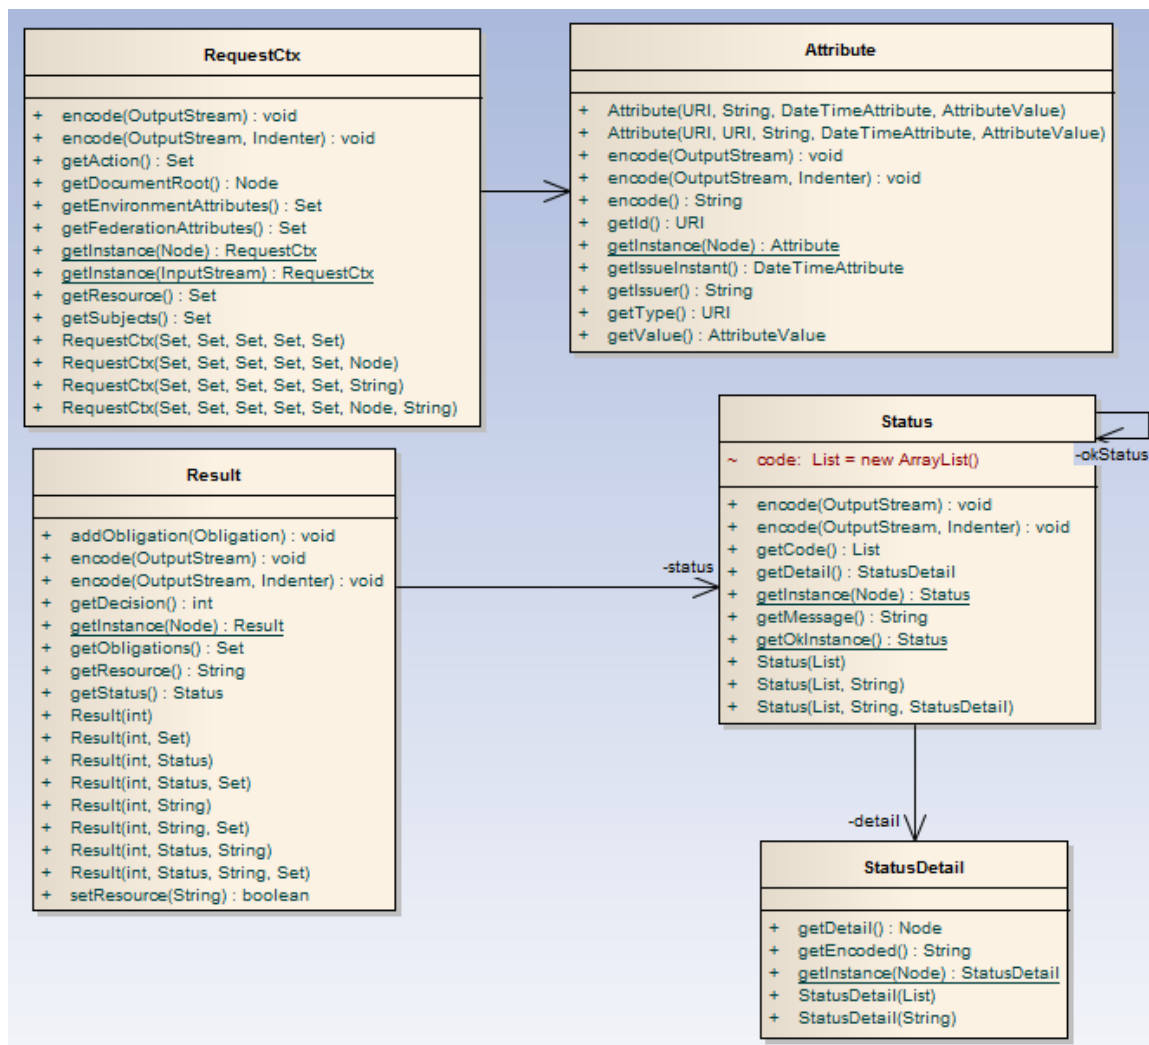 RequestCtx
+ encode(OutputStream) : void
+ encode(OutputStream, Indenter) : void
+ getAction() : Set
+ getDocumentRoot() : Node
+ getEnvironmentAttributes() : Set
+ getFederationAttributes() : Set
+ getInstance(Node) : RequestCtx
+ getInstance(InputStream) : RequestCtx
+ getResource() : Set
+ getSubjects() : Set
+ RequestCtx(Set, Set, Set, Set, Set)
+ RequestCtx(Set, Set, Set, Set, Set, Node)
+ RequestCtx(Set, Set, Set, Set, Set, String)
+ RequestCtx(Set, Set, Set, Set, Set, Node, String)
Attribute
+ Attribute(URI, String, DateTimeAttribute, AttributeValue)
+ Attribute(URI, URI, String, DateTimeAttribute, AttributeValue)
+ encode(OutputStream) : void
+ encode(OutputStream, Indenter) : void
+ encode() : String
+ getId() : URI
+ getInstance(Node) : Attribute
+ getIssueInstant() : DateTimeAttribute
+ getIssuer() : String
+ getType() : URI
+ getValue() : AttributeValue
Result
+ addObligation(Obligation) : void
+ encode(OutputStream) : void
+ encode(OutputStream, Indenter) : void
+ getDecision() : int
+ getInstance(Node) : Result
+ getObligations() : Set
+ getResource() : String
+ getStatus() : Status
+ Result(int)
+ Result(int, Set)
+ Result(int, Status)
+ Result(int, Status, Set)
+ Result(int, String)
+ Result(int, String, Set)
+ Result(int, Status, String)
+ Result(int, Status, String, Set)
+ setResource(String) : boolean
-status
Status
~ code: List = new ArrayList()
+ encode(OutputStream) : void
+ encode(OutputStream, Indenter) : void
+ getCode() : List
+ getDetail() : StatusDetail
+ getInstance(Node) : Status
+ getMessage() : String
+ getOkInstance() : Status
+ Status(List)
+ Status(List, String)
+ Status(List, String, StatusDetail)
-okStatus
-detail
StatusDetail
+ getDetail() : Node
+ getEncoded() : String
+ getInstance(Node) : StatusDetail
+ StatusDetail(List)
+ StatusDetail(String)